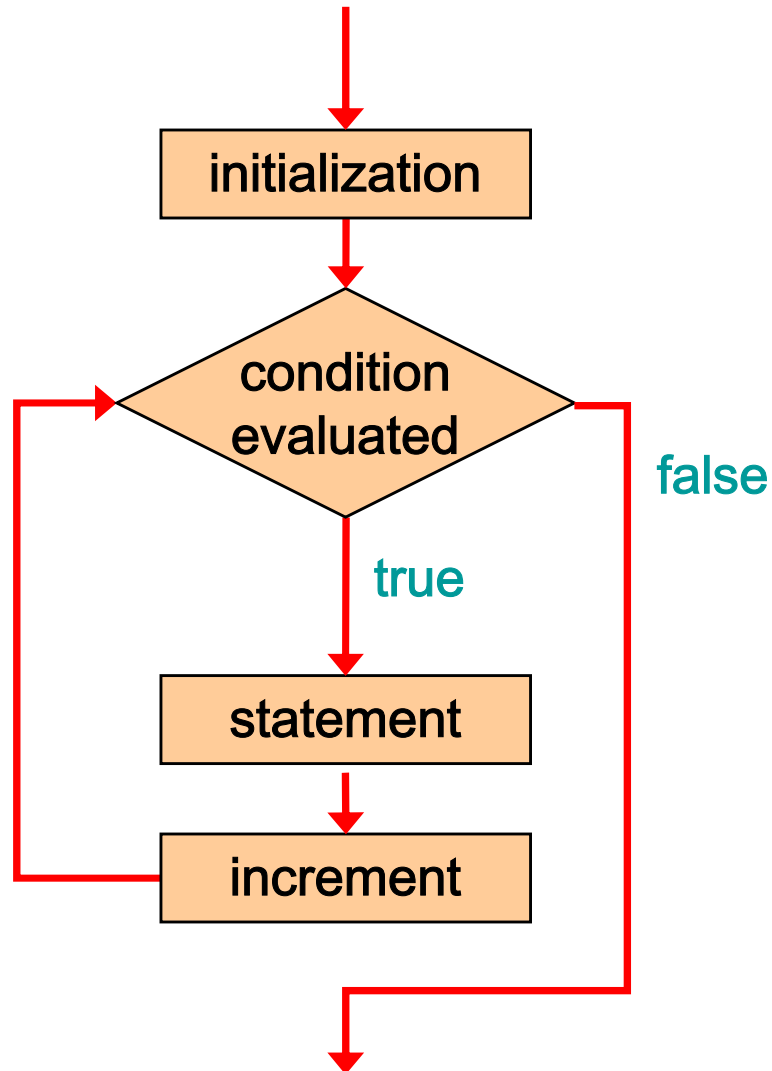 initialization
condition
evaluated
false
true
statement
increment